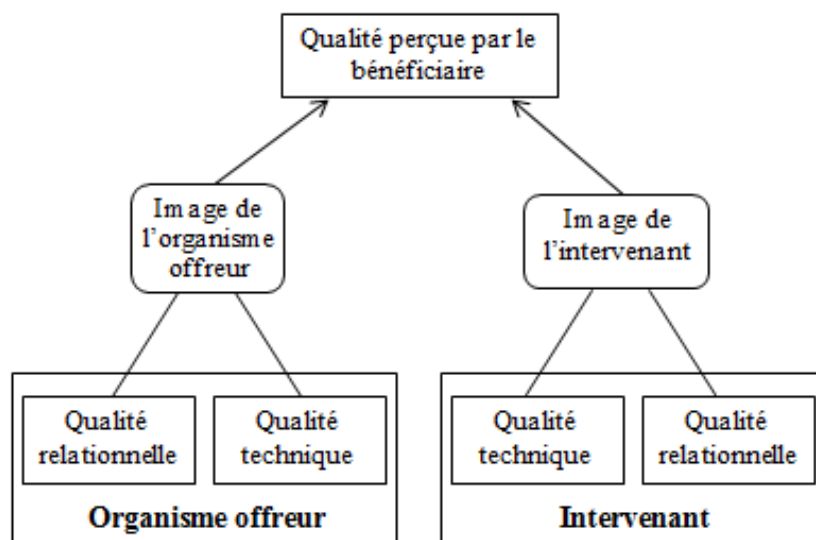 Qualité perçue par le
bénéficiaire
Image de
l'organisme
offreur
Image de
l'intervenant
Qualité
relationnelle
Qualité
technique
Qualité
technique
Qualité
relationnelle
Organisme offreur
Intervenant